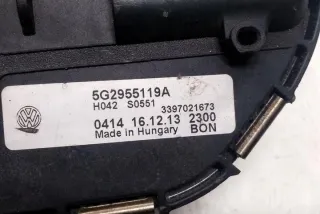 5G2955119A
H042 S0551 3397021673
0414 16.12.13 2300
Made in Hungary BON